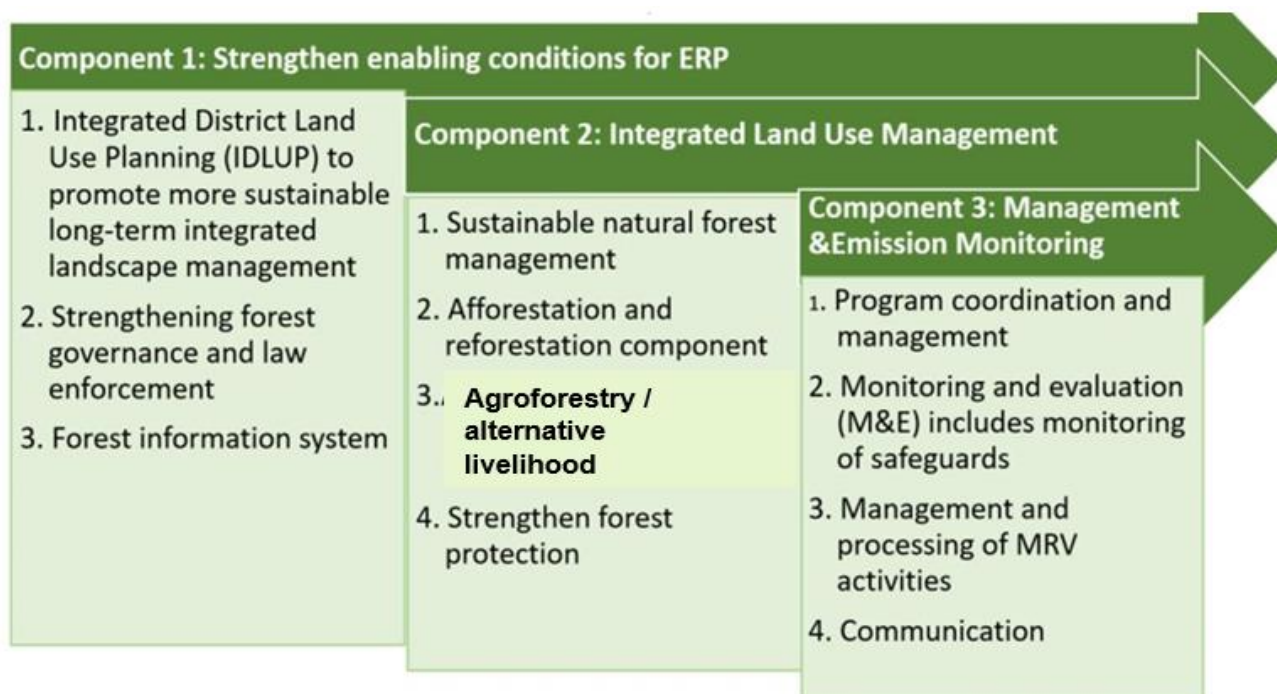 Component 1: Strengthen enabling conditions for ERP
1. Integrated District Land
Use Planning (IDLUP) to
promote more sustainable
long-term integrated
landscape management
2. Strengthening forest
governance and law
enforcement
3. Forest information system
Component 2: Integrated Land Use Management
1. Sustainable natural forest
management
2. Afforestation and
reforestation component
3. Agroforestry /
alternative
livelihood
4. Strengthen forest
protection
Component 3: Management
&Emission Monitoring
1. Program coordination and
management
2. Monitoring and evaluation
(M&E) includes monitoring
of safeguards
3. Management and
processing of MRV
activities
4. Communication